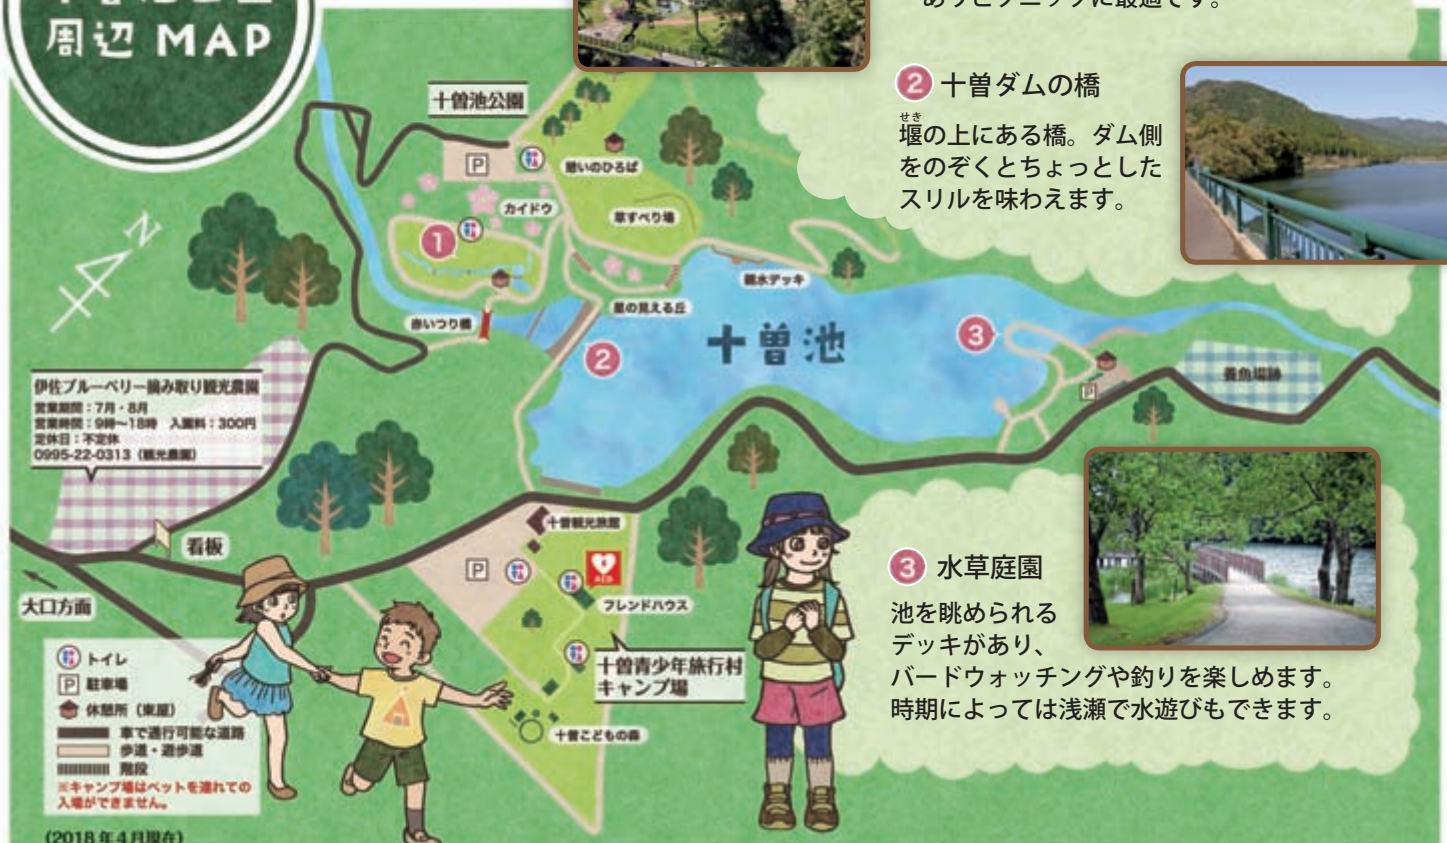 周辺 MAP
ありピクニックに最適です。
② 十曽ダムの橋
せき
堰の上にある橋。ダム側
をのぞくとちょっとした
スリルを味わえます。
十曽池公園
P
憩いのひろば
カイドウ
草すべり場
①
N
親水デッキ
星の見える丘
赤いつり橋
②
十曽池
③
P
養魚場跡
伊佐ブルーベリー摘み取り観光農園
営業期間：7月・8月
営業時間：9時～18時 入園料：300円
定休日：不定休
0995-22-0313（観光農園）
看板
大口方面
十曽観光旅館
P
AED
フレンドハウス
十曽青少年旅行村
キャンプ場
十曽こどもの森
③ 水草庭園
池を眺められる
デッキがあり、
バードウォッチングや釣りを楽しめます。
時期によっては浅瀬で水遊びもできます。
トイレ
P 駐車場
休憩所（東屋）
車で通行可能な道路
歩道・遊歩道
階段
※キャンプ場はペットを連れての
入場ができません。
(2018年4月現在)